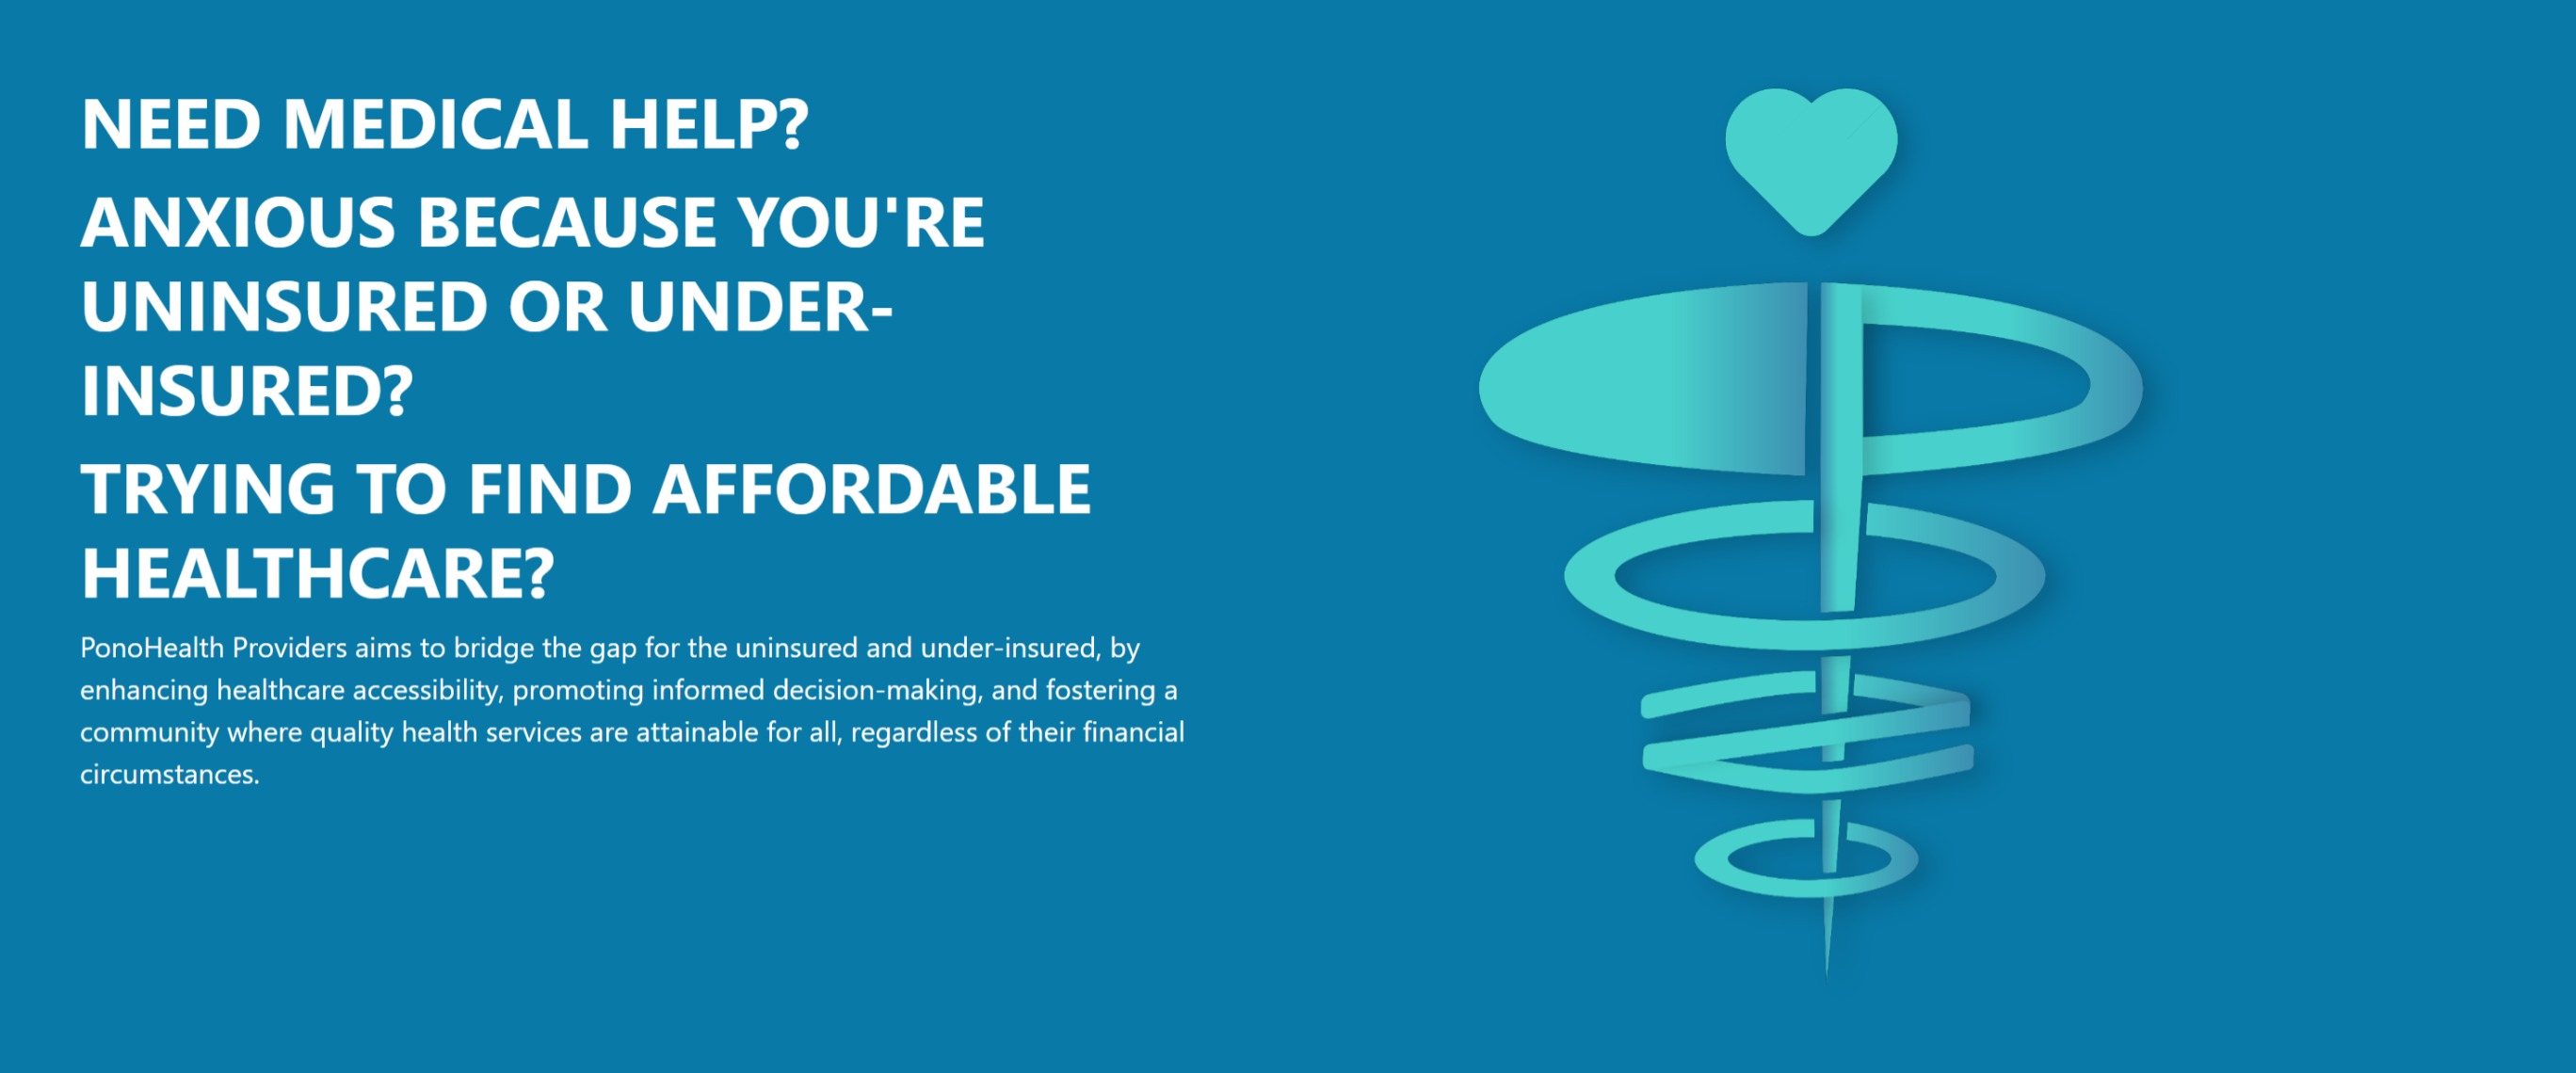 NEED MEDICAL HELP?
ANXIOUS BECAUSE YOU'RE
UNINSURED OR UNDER-
INSURED?
TRYING TO FIND AFFORDABLE
HEALTHCARE?
PonoHealth Providers aims to bridge the gap for the uninsured and under-insured, by
enhancing healthcare accessibility, promoting informed decision-making, and fostering a
community where quality health services are attainable for all, regardless of their financial
circumstances.